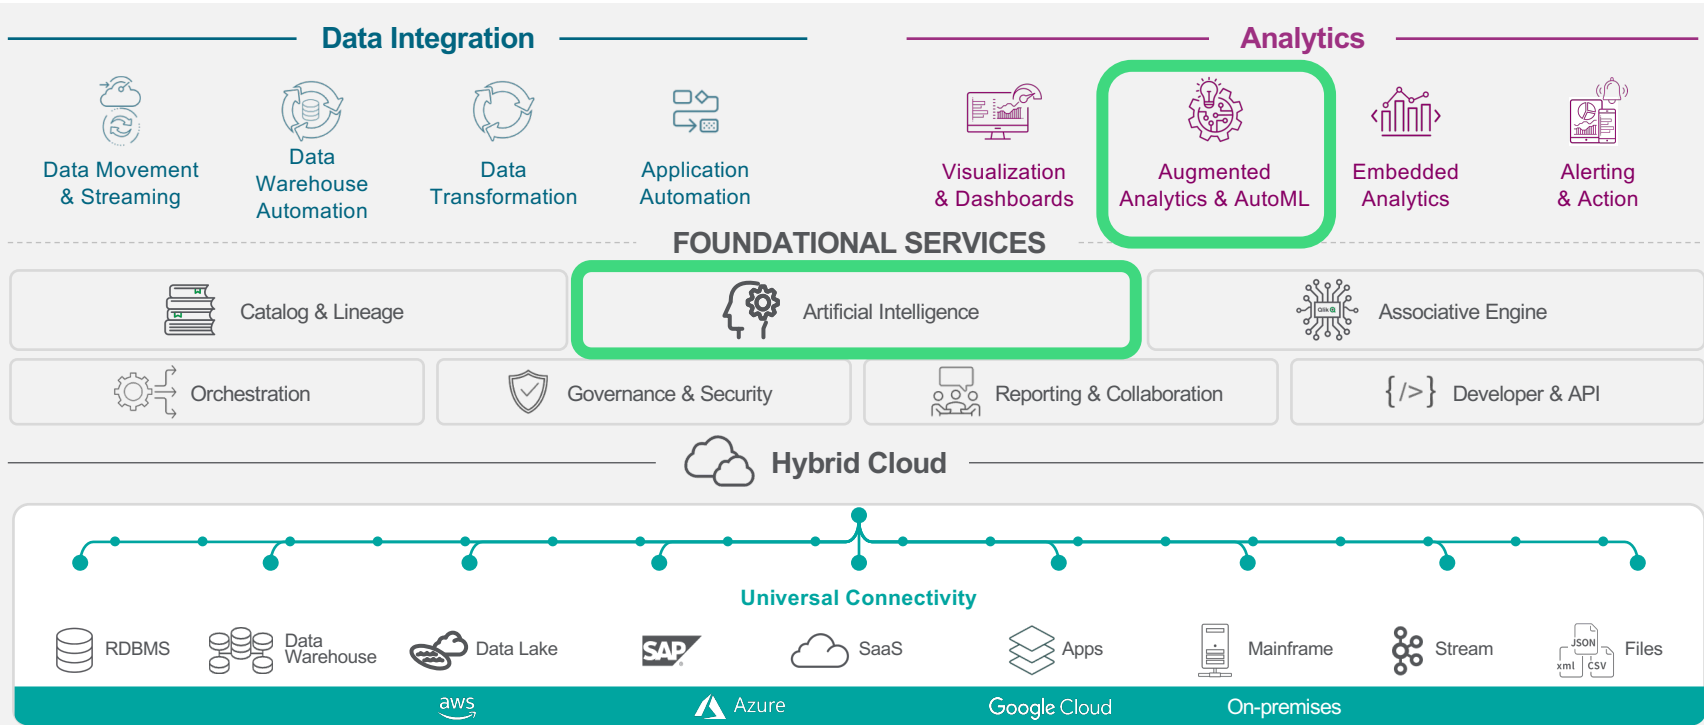 Data Integration
Analytics
Data Movement
& Streaming
Data
Warehouse
Automation
Data
Transformation
Application
Automation
Visualization
& Dashboards
Augmented
Analytics & AutoML
Embedded
Analytics
Alerting
& Action
FOUNDATIONAL SERVICES
Catalog & Lineage
Artificial Intelligence
Qlik
Associative Engine
Orchestration
Governance & Security
Reporting & Collaboration
{/>}
Developer & API
Hybrid Cloud
Universal Connectivity
RDBMS
Data
Warehouse
Data Lake
SAP
SaaS
Apps
Mainframe
Stream
JSON
xml
CSV
Files
aws
Azure
Google Cloud
On-premises